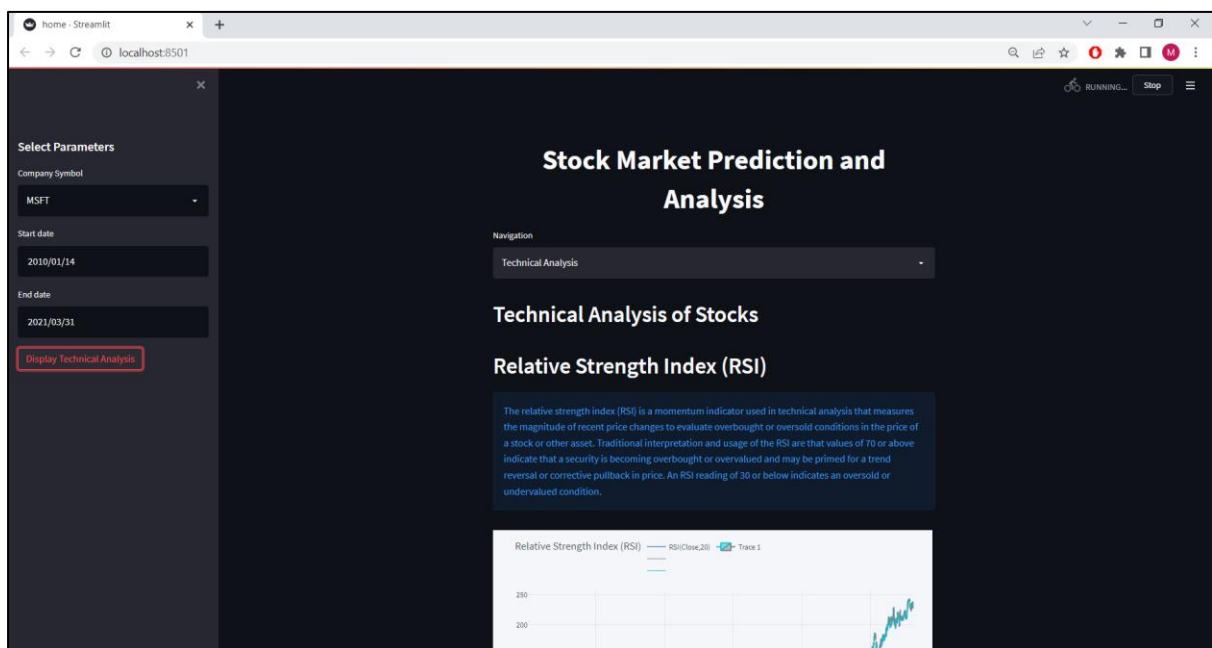 home · Streamlit
localhost:8501
M
RUNNING...
Stop
Select Parameters
Company Symbol
MSFT
Start date
2010/01/14
End date
2021/03/31
Display Technical Analysis
Stock Market Prediction and
Analysis
Navigation
Technical Analysis
Technical Analysis of Stocks
Relative Strength Index (RSI)
The relative strength index (RSI) is a momentum indicator used in technical analysis that measures
the magnitude of recent price changes to evaluate overbought or oversold conditions in the price of
a stock or other asset. Traditional interpretation and usage of the RSI are that values of 70 or above
indicate that a security is becoming overbought or overvalued and may be primed for a trend
reversal or corrective pullback in price. An RSI reading of 30 or below indicates an oversold or
undervalued condition.
Relative Strength Index (RSI) RSI(Close,20) Trace 1
250
200